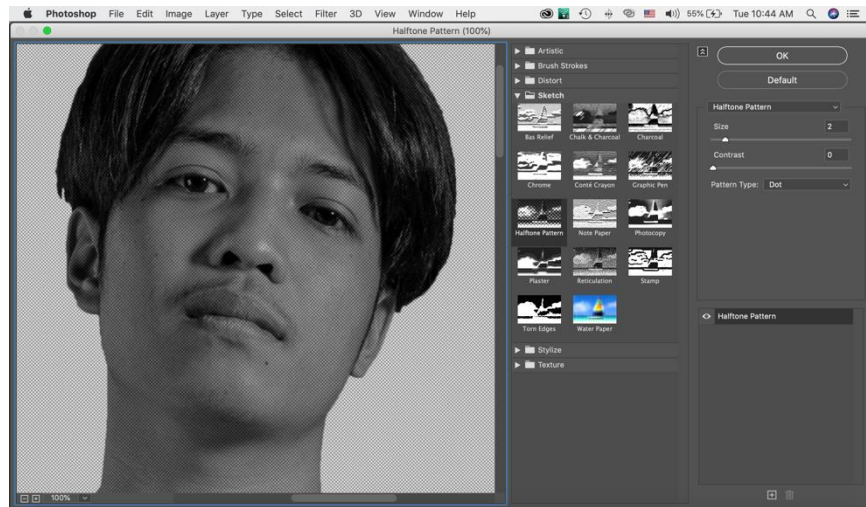 Photoshop File Edit Image Layer Type Select Filter 3D View Window Help 55% Tue 10:44 AM
Halftone Pattern (100%)
Artistic
Brush Strokes
Distort
Sketch
Bas Relief Chalk & Charcoal Charcoal
Chrome Conté Crayon Graphic Pen
Halftone Pattern Note Paper Photocopy
Plaster Reticulation Stamp
Torn Edges Water Paper
Stylize
Texture
OK
Default
Halftone Pattern
Size 2
Contrast 0
Pattern Type: Dot
Halftone Pattern
100%